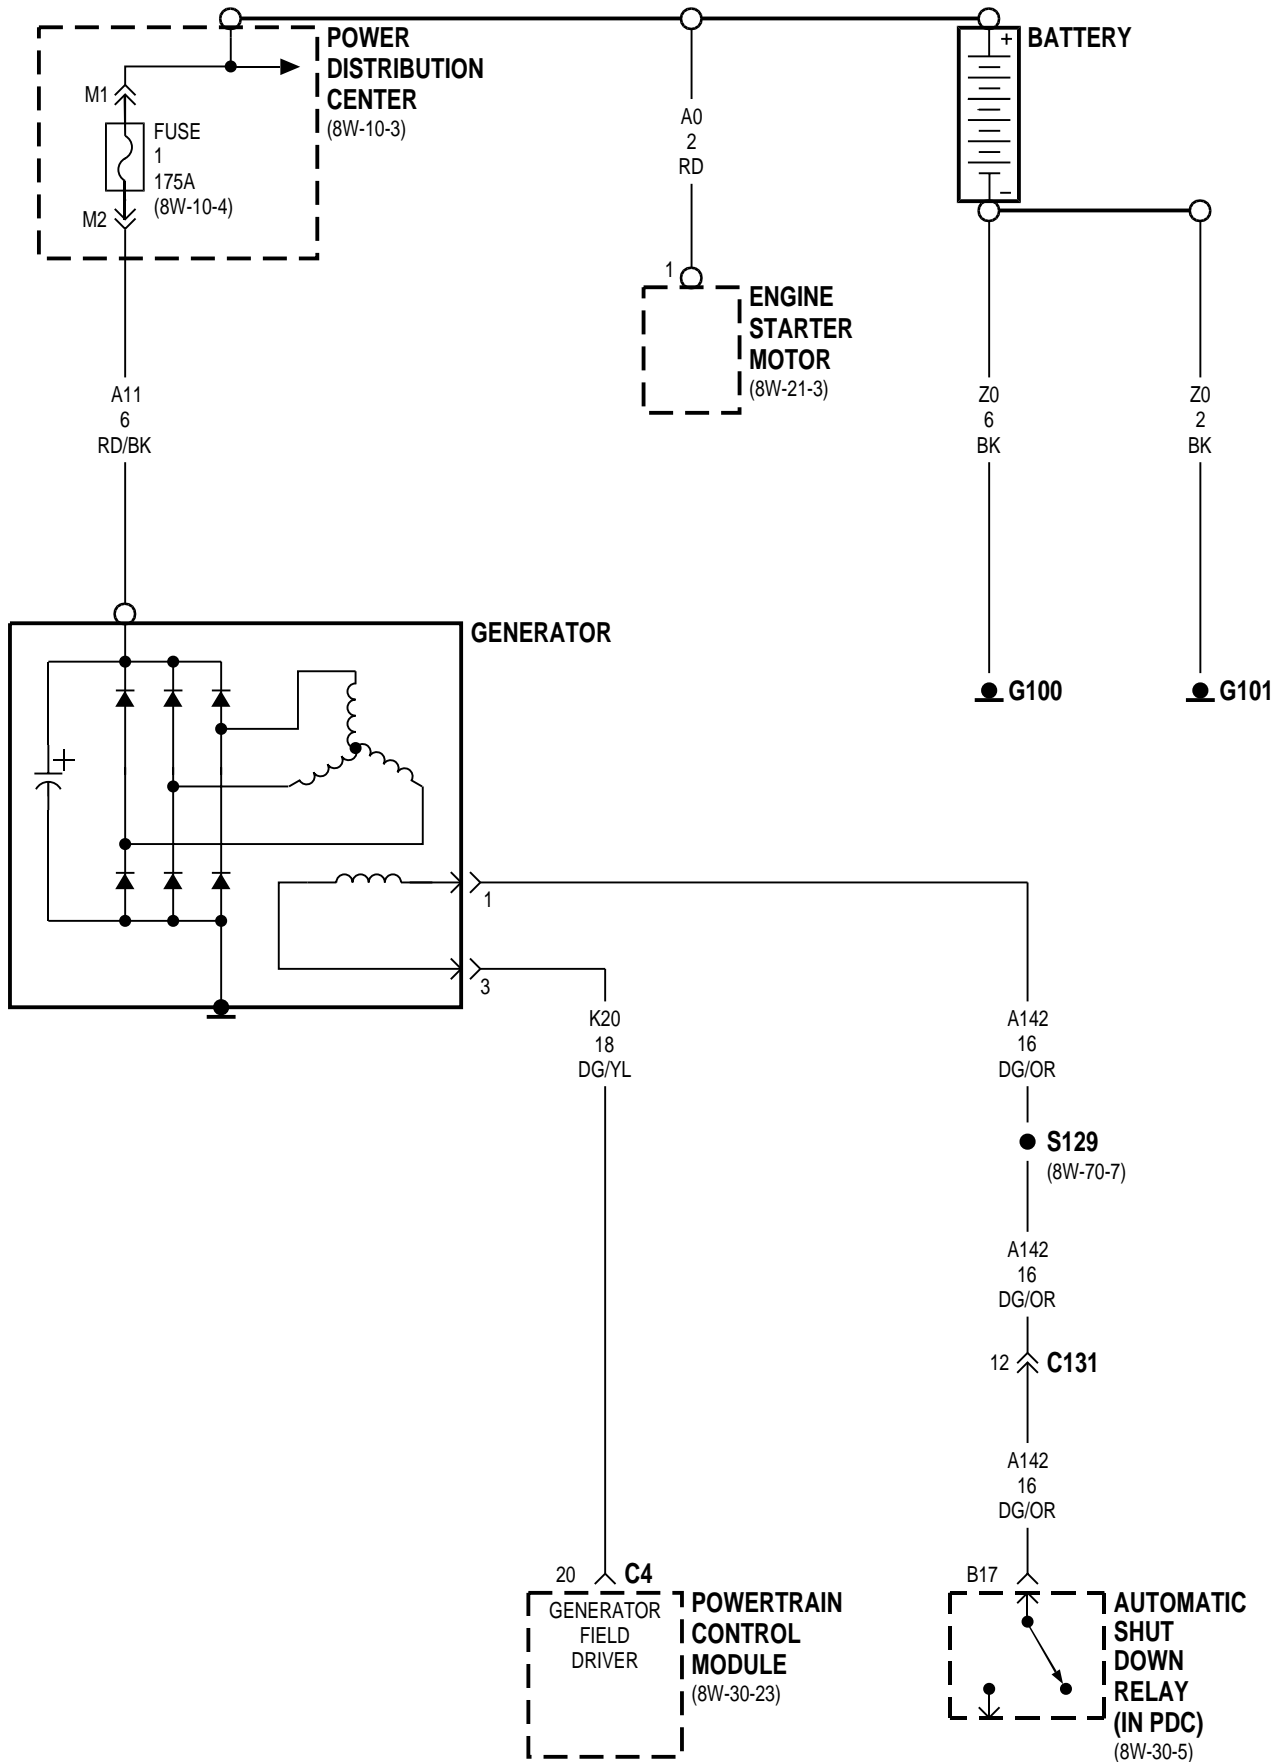 POWER
DISTRIBUTION
CENTER
(8W-10-3)
M1
FUSE
1
175A
(8W-10-4)
M2
A0
2
RD
+
BATTERY
–
1
ENGINE
STARTER
MOTOR
(8W-21-3)
A11
6
RD/BK
Z0
6
BK
Z0
2
BK
G100
G101
GENERATOR
+
1
3
K20
18
DG/YL
A142
16
DG/OR
S129
(8W-70-7)
A142
16
DG/OR
12
C131
A142
16
DG/OR
20
C4
GENERATOR
FIELD
DRIVER
POWERTRAIN
CONTROL
MODULE
(8W-30-23)
B17
AUTOMATIC
SHUT
DOWN
RELAY
(IN PDC)
(8W-30-5)